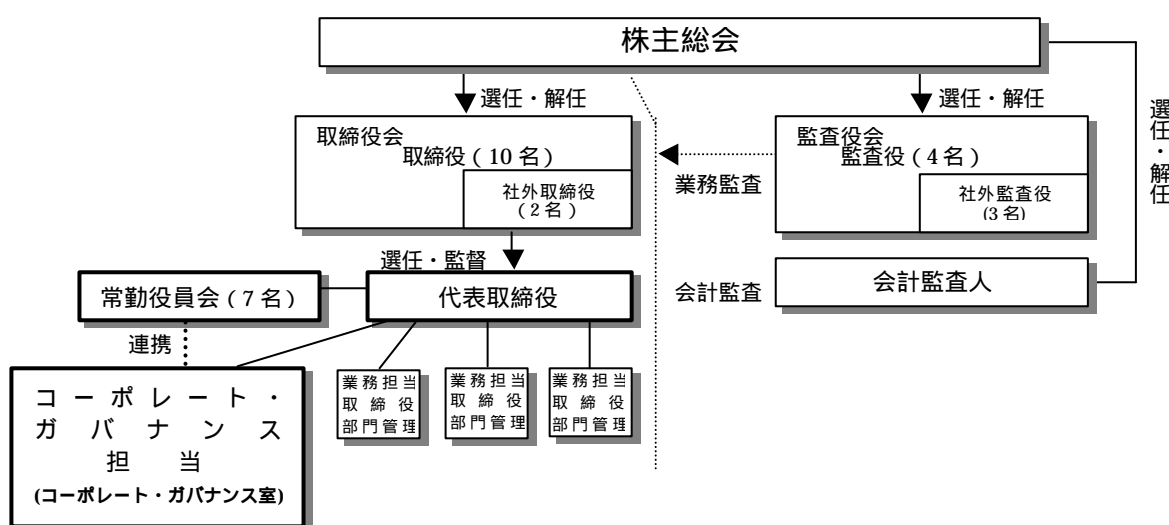 株主総会
選任・解任
選任・解任
選任・解任
取締役会
取締役（10 名）
社外取締役
（2 名）
業務監査
監査役会
監査役（4 名）
社外監査役
(3 名)
選任・監督
常勤役員会（7 名）
代表取締役
会計監査
会計監査人
連携
業務担当
取締役
部門管理
業務担当
取締役
部門管理
業務担当
取締役
部門管理
コーポレート・
ガバナンス
担当
(コーポレート・ガバナンス室)